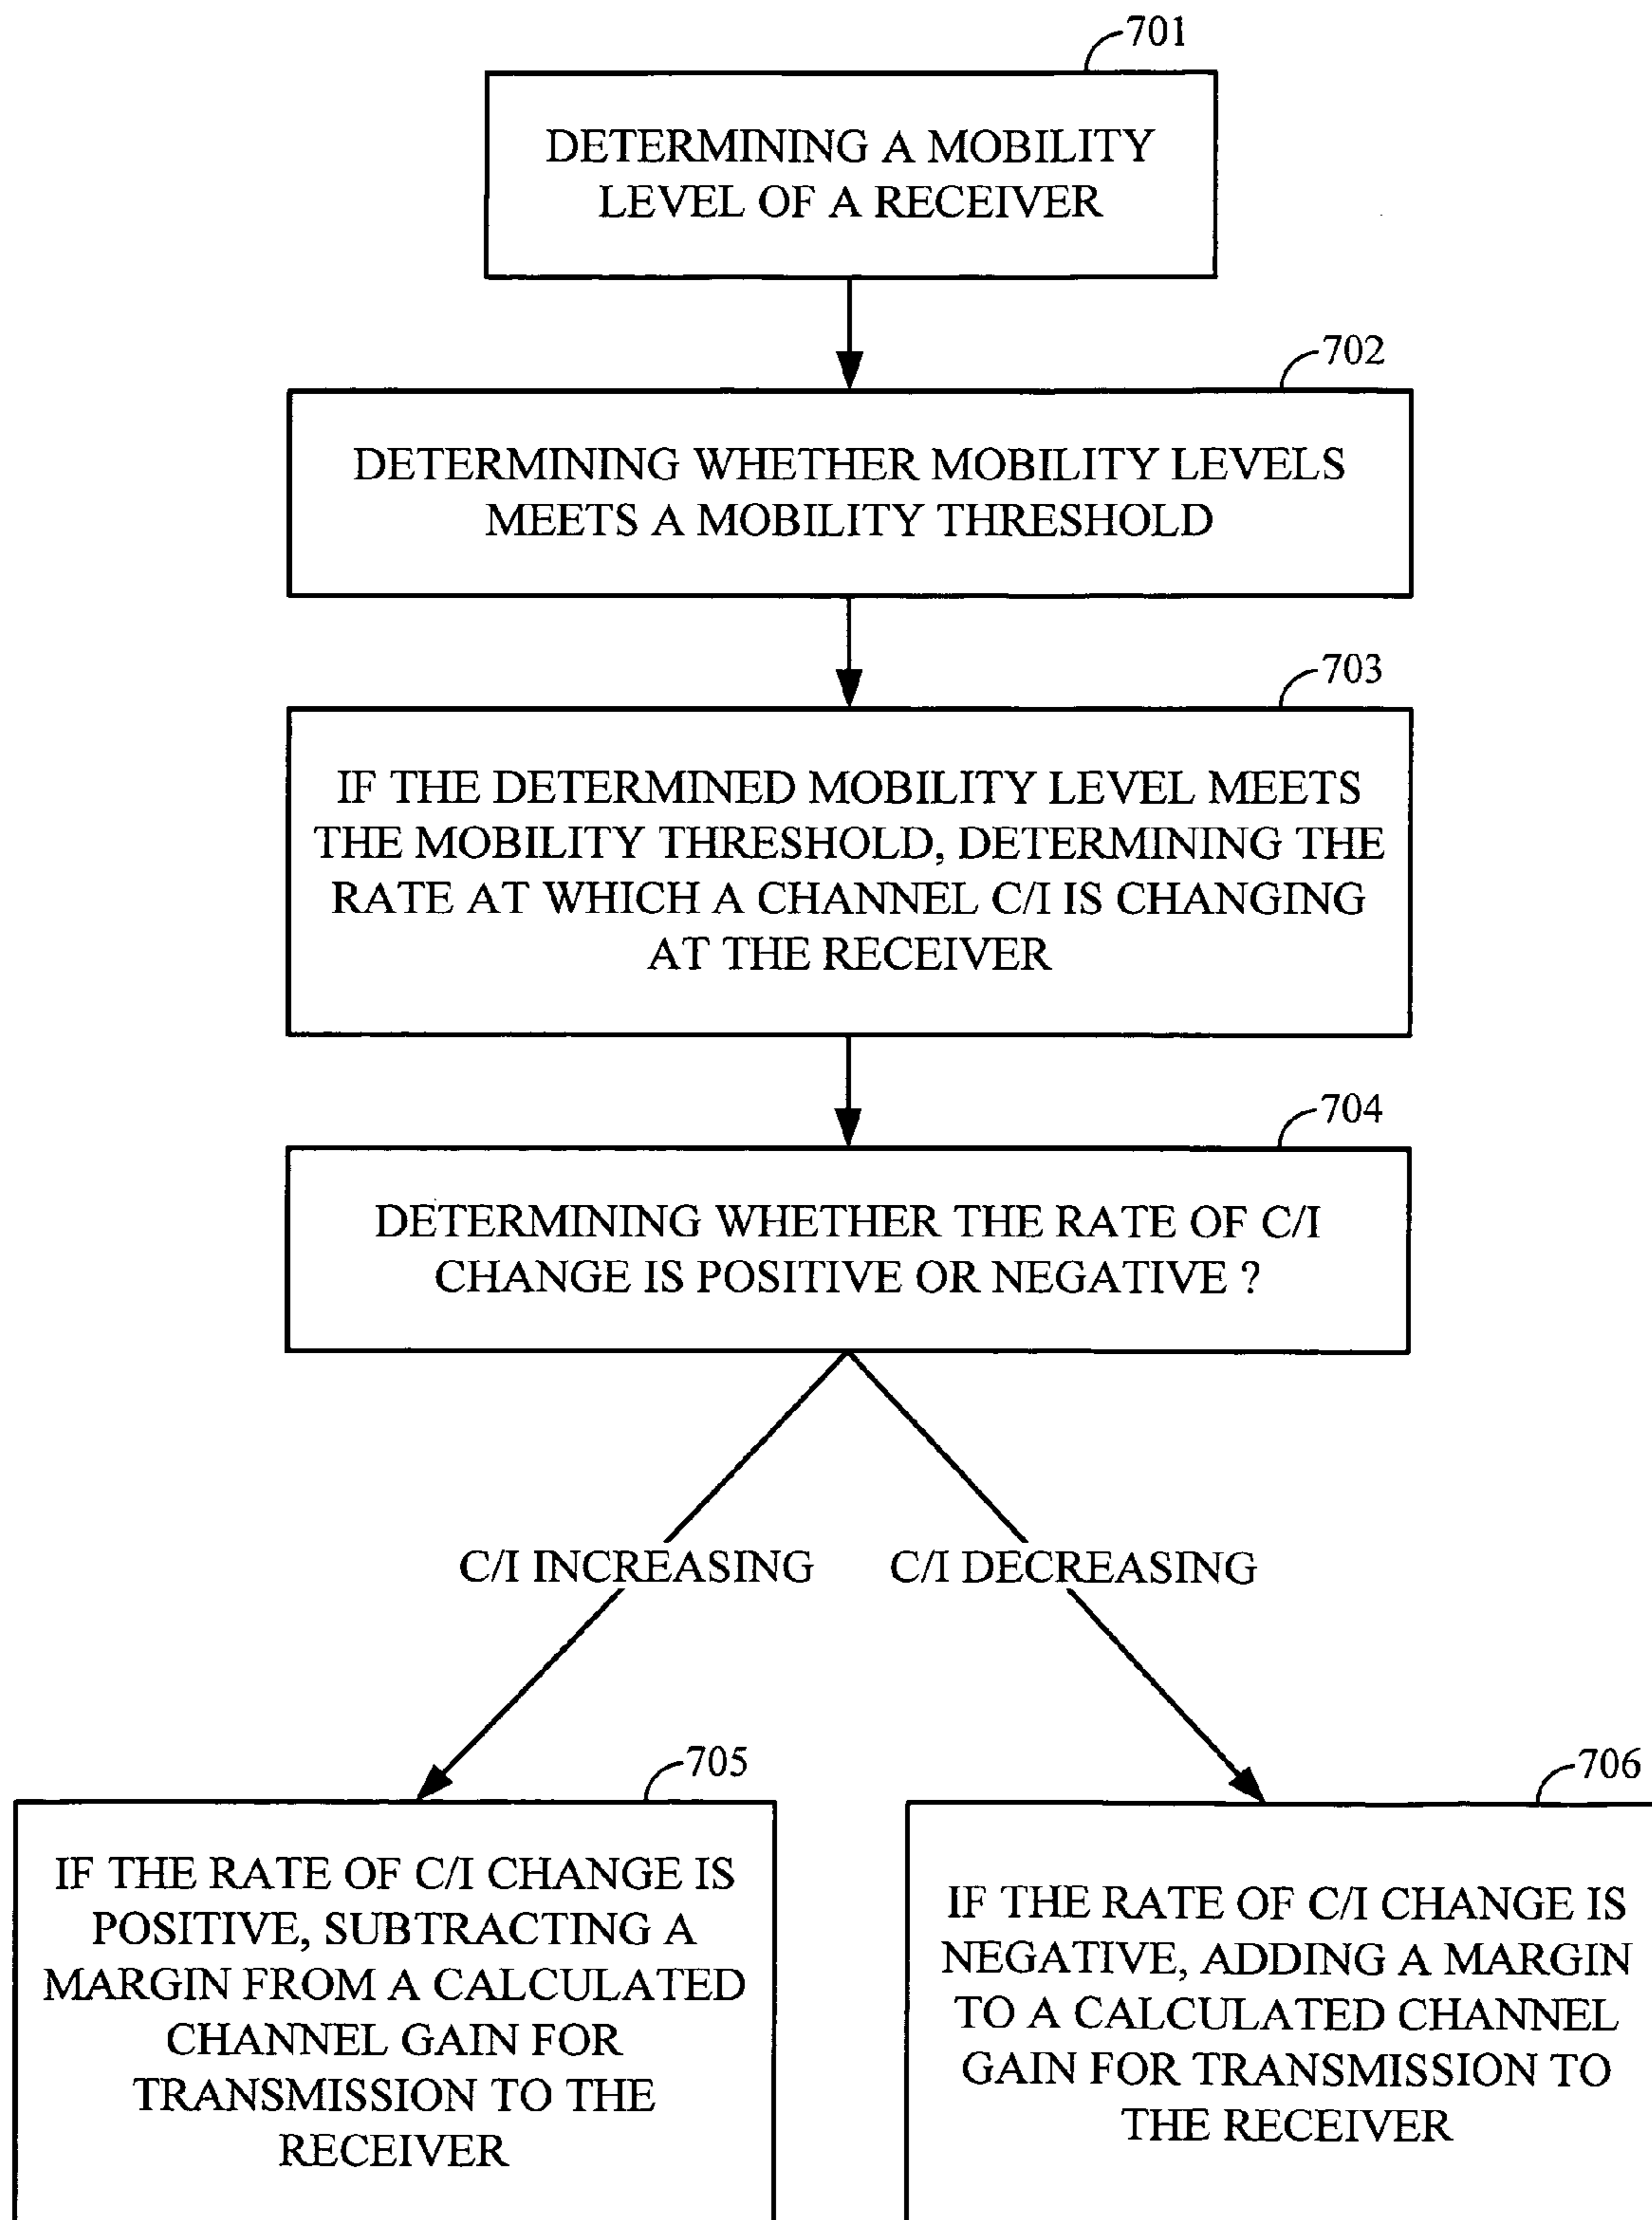 701
DETERMINING A MOBILITY
LEVEL OF A RECEIVER
702
DETERMINING WHETHER MOBILITY LEVELS
MEETS A MOBILITY THRESHOLD
703
IF THE DETERMINED MOBILITY LEVEL MEETS
THE MOBILITY THRESHOLD, DETERMINING THE
RATE AT WHICH A CHANNEL C/I IS CHANGING
AT THE RECEIVER
704
DETERMINING WHETHER THE RATE OF C/I
CHANGE IS POSITIVE OR NEGATIVE ?
C/I INCREASING
C/I DECREASING
705
IF THE RATE OF C/I CHANGE IS
POSITIVE, SUBTRACTING A
MARGIN FROM A CALCULATED
CHANNEL GAIN FOR
TRANSMISSION TO THE
RECEIVER
706
IF THE RATE OF C/I CHANGE IS
NEGATIVE, ADDING A MARGIN
TO A CALCULATED CHANNEL
GAIN FOR TRANSMISSION TO
THE RECEIVER